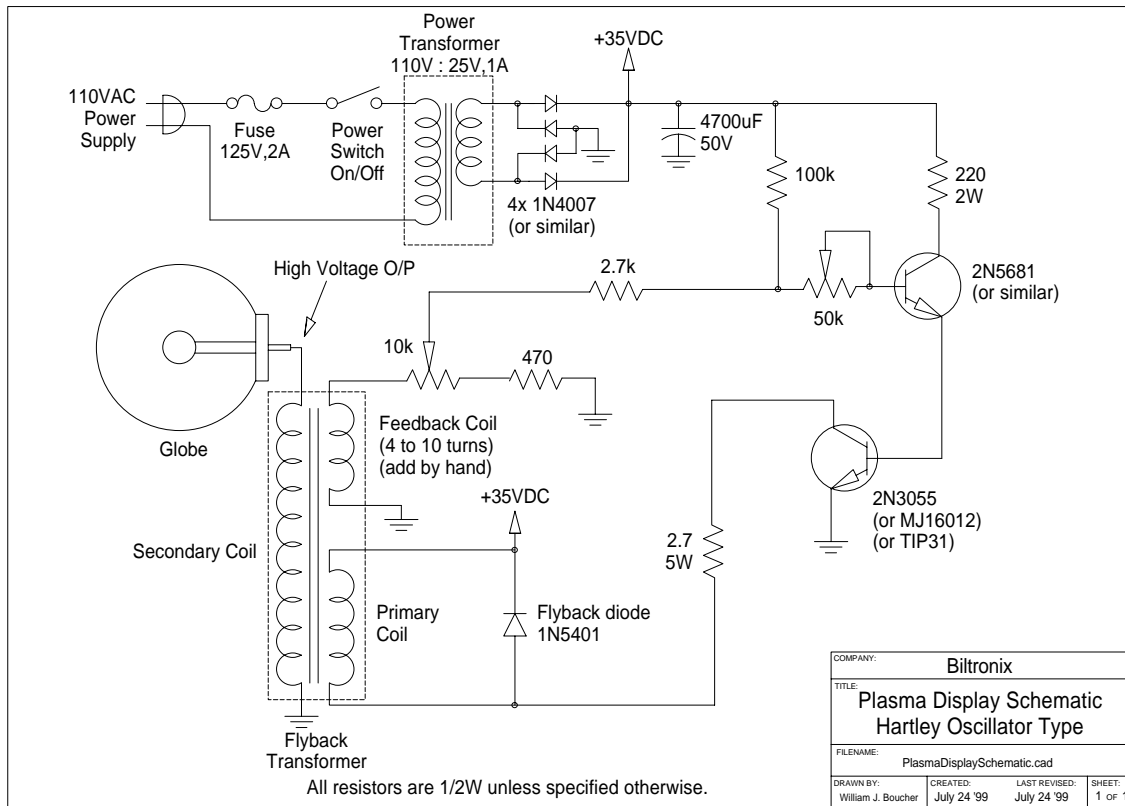 Power
Transformer
110V : 25V,1A
+35VDC
110VAC
Power
Supply
Fuse
125V,2A
Power
Switch
On/Off
4x 1N4007
(or similar)
4700uF
50V
100k
220
2W
High Voltage O/P
2.7k
50k
2N5681
(or similar)
10k
470
Globe
Feedback Coil
(4 to 10 turns)
(add by hand)
+35VDC
2N3055
(or MJ16012)
(or TIP31)
Secondary Coil
2.7
5W
Primary
Coil
Flyback diode
1N5401
Flyback
Transformer
All resistors are 1/2W unless specified otherwise.
COMPANY:
Biltronix
TITLE:
Plasma Display Schematic
Hartley Oscillator Type
FILENAME:
PlasmaDisplaySchematic.cad
DRAWN BY: CREATED: LAST REVISED: SHEET:
William J. Boucher July 24 '99 July 24 '99 1 OF 1